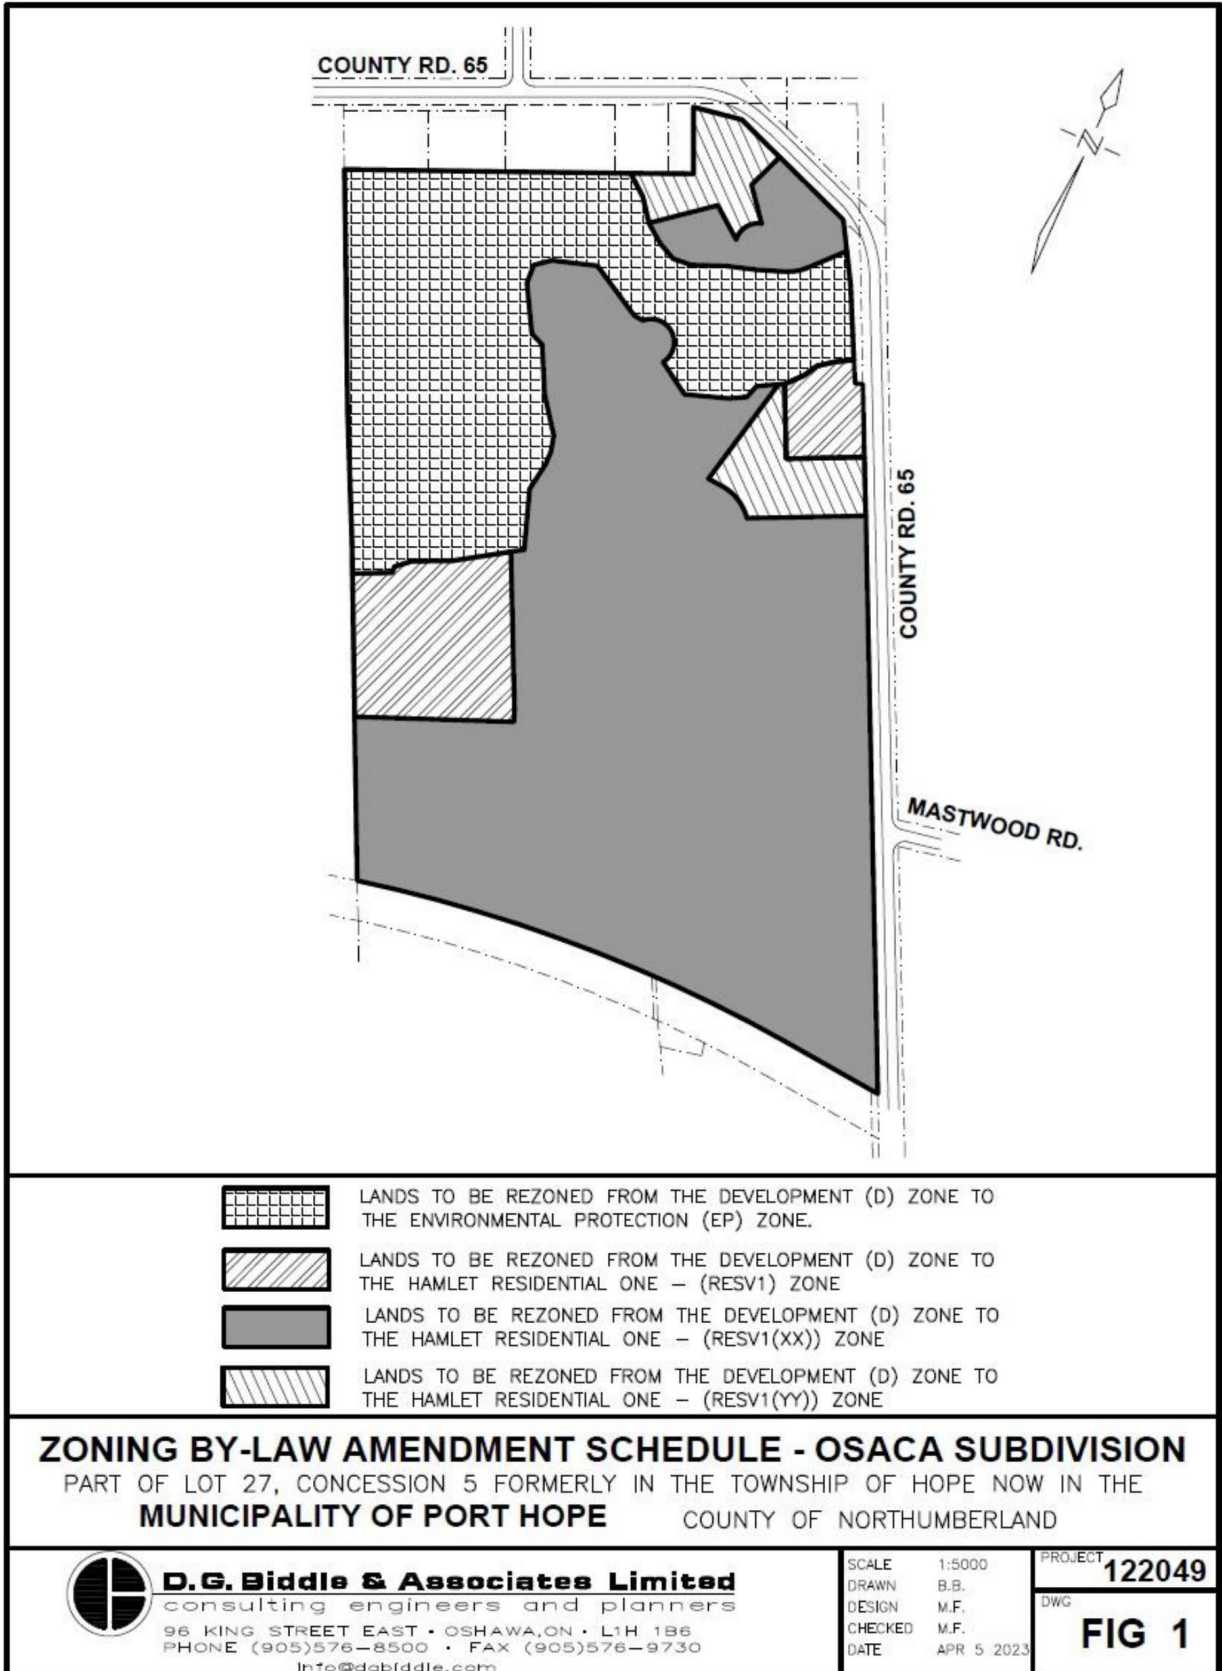 COUNTY RD. 65
N
COUNTY RD. 65
MASTWOOD RD.
LANDS TO BE REZONED FROM THE DEVELOPMENT (D) ZONE TO
THE ENVIRONMENTAL PROTECTION (EP) ZONE.
LANDS TO BE REZONED FROM THE DEVELOPMENT (D) ZONE TO
THE HAMLET RESIDENTIAL ONE – (RESV1) ZONE
LANDS TO BE REZONED FROM THE DEVELOPMENT (D) ZONE TO
THE HAMLET RESIDENTIAL ONE – (RESV1(XX)) ZONE
LANDS TO BE REZONED FROM THE DEVELOPMENT (D) ZONE TO
THE HAMLET RESIDENTIAL ONE – (RESV1(YY)) ZONE
ZONING BY-LAW AMENDMENT SCHEDULE - OSACA SUBDIVISION
PART OF LOT 27, CONCESSION 5 FORMERLY IN THE TOWNSHIP OF HOPE NOW IN THE
MUNICIPALITY OF PORT HOPE COUNTY OF NORTHUMBERLAND
D.G. Biddle & Associates Limited
consulting engineers and planners
96 KING STREET EAST • OSHAWA,ON • L1H 1B6
PHONE (905)576–8500 • FAX (905)576–9730
info@dgbiddle.com
SCALE 1:5000
DRAWN B.B.
DESIGN M.F.
CHECKED M.F.
DATE APR 5 2023
PROJECT 122049
DWG
FIG 1